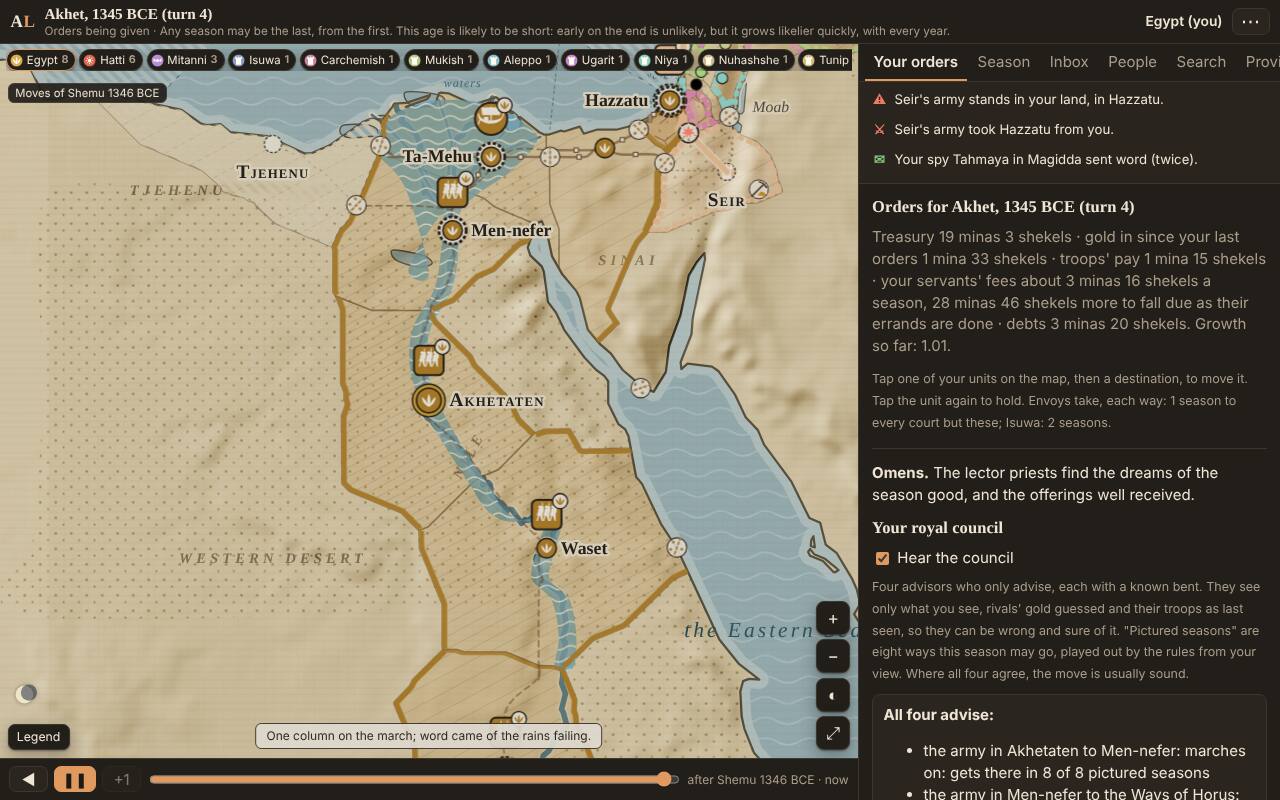 AL
Akhet, 1345 BCE (turn 4)
Orders being given · Any season may be the last, from the first. This age is likely to be short: early on the end is unlikely, but it grows likelier quickly, with every year.
Egypt (you)
Egypt 8
Hatti 6
Mitanni 3
Isuwa 1
Carchemish 1
Mukish 1
Aleppo 1
Ugarit 1
Niya 1
Nuhashshe 1
Tunip
Moves of Shemu 1346 BCE
waters
Hazzatu
Moab
Ta-Mehu
Tjehenu
TJEHENU
Seir
Men-nefer
SINAI
Akhetaten
Waset
WESTERN DESERT
the Eastern
Legend
One column on the march; word came of the rains failing.
+
−
+1
after Shemu 1346 BCE · now
Your orders
Season
Inbox
People
Search
Provi
Seir's army stands in your land, in Hazzatu.
Seir's army took Hazzatu from you.
Your spy Tahmaya in Magidda sent word (twice).
Orders for Akhet, 1345 BCE (turn 4)
Treasury 19 minas 3 shekels · gold in since your last
orders 1 mina 33 shekels · troops' pay 1 mina 15 shekels
· your servants' fees about 3 minas 16 shekels a
season, 28 minas 46 shekels more to fall due as their
errands are done · debts 3 minas 20 shekels. Growth
so far: 1.01.
Tap one of your units on the map, then a destination, to move it.
Tap the unit again to hold. Envoys take, each way: 1 season to
every court but these; Isuwa: 2 seasons.
Omens. The lector priests find the dreams of the
season good, and the offerings well received.
Your royal council
Hear the council
Four advisors who only advise, each with a known bent. They see
only what you see, rivals' gold guessed and their troops as last
seen, so they can be wrong and sure of it. "Pictured seasons" are
eight ways this season may go, played out by the rules from your
view. Where all four agree, the move is usually sound.
All four advise:
• the army in Akhetaten to Men-nefer: marches
on: gets there in 8 of 8 pictured seasons
• the army in Men-nefer to the Ways of Horus: